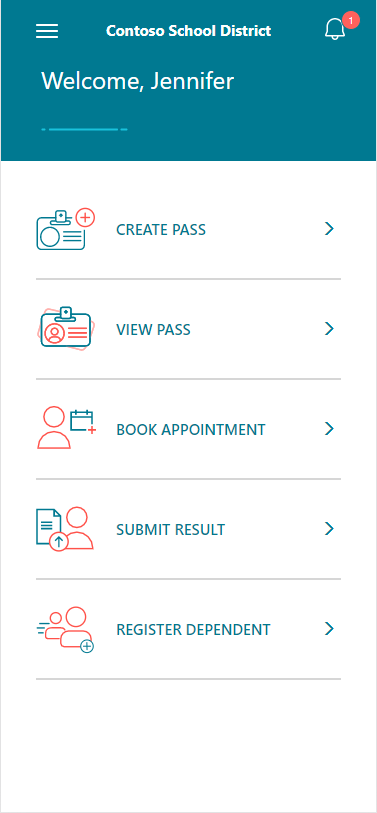 Contoso School District
1
Welcome, Jennifer
CREATE PASS
VIEW PASS
BOOK APPOINTMENT
SUBMIT RESULT
REGISTER DEPENDENT